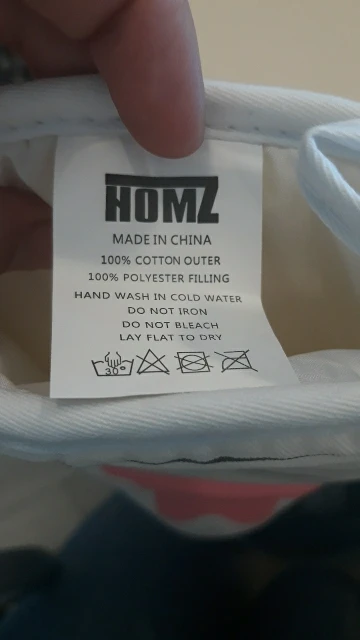 HOMZ
MADE IN CHINA
100% COTTON OUTER
100% POLYESTER FILLING
HAND WASH IN COLD WATER
DO NOT IRON
DO NOT BLEACH
LAY FLAT TO DRY
30°